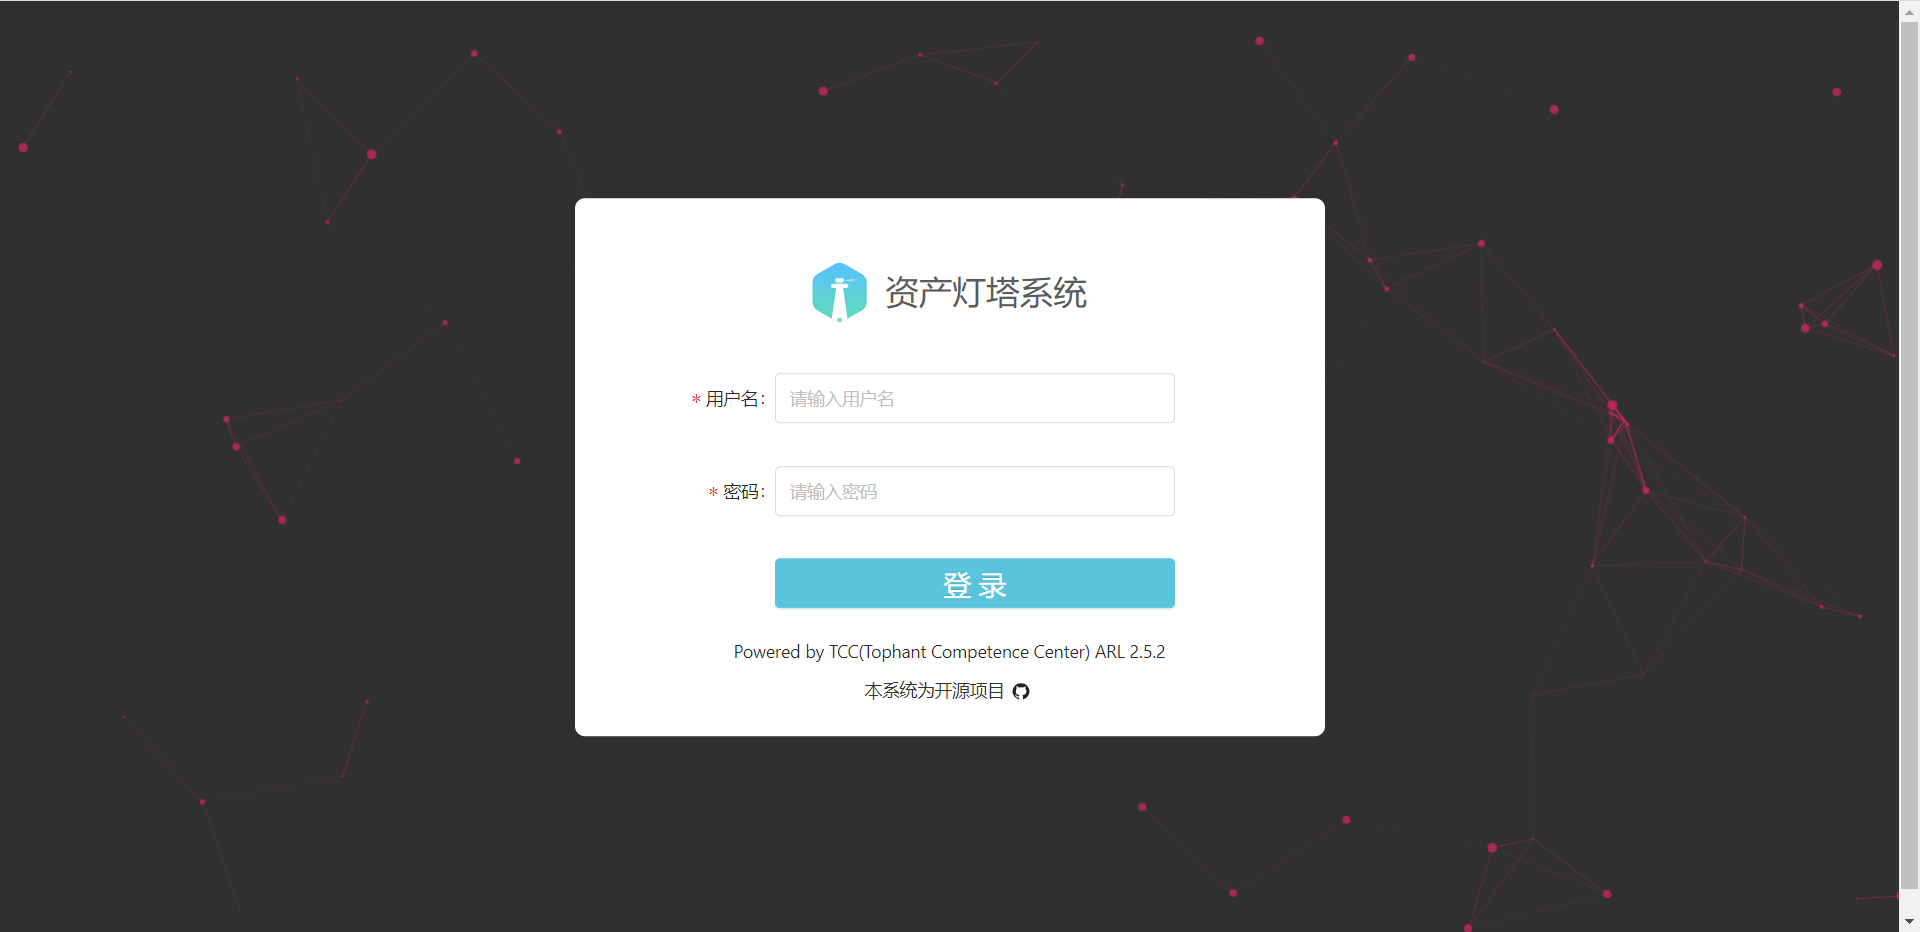 资产灯塔系统
* 用户名:
请输入用户名
* 密码:
请输入密码
登 录
Powered by TCC(Tophant Competence Center) ARL 2.5.2
本系统为开源项目